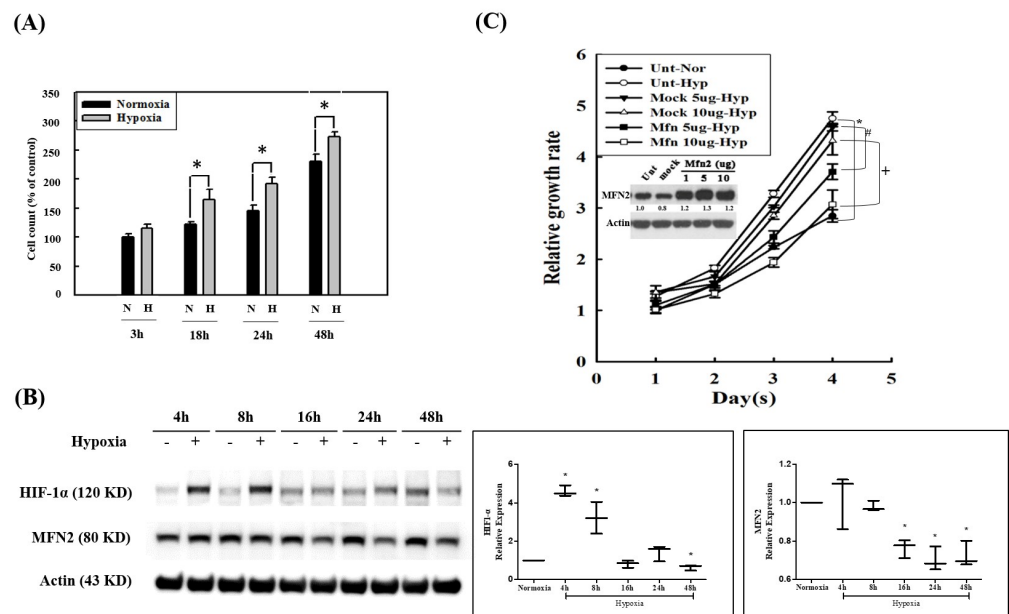 (A)
350
300
250
200
150
100
50
0
Cell count (% of control)
Normoxia
Hypoxia
*
*
*
N H N H N H N H
3h 18h 24h 48h
(B)
4h 8h 16h 24h 48h
Hypoxia - + - + - + - + - +
HIF-1α (120 KD)
MFN2 (80 KD)
Actin (43 KD)
(C)
6
5
4
3
2
1
0
Relative growth rate
Unt-Nor
Unt-Hyp
Mock 5ug-Hyp
Mock 10ug-Hyp
Mfn 5ug-Hyp
Mfn 10ug-Hyp
Unt mock Mfn2 (ug)
1 5 10
MFN2
1.0 0.8 1.2 1.3 1.2
Actin
*
#
+
0 1 2 3 4 5
Day(s)
HIF1-α
Relative Expression
6
4
2
0
* * *
Normoxia 4h 8h 16h 24h 48h
Hypoxia
MFN2
Relative Expression
1.2
1.0
0.8
0.6
* * *
Normoxia 4h 8h 16h 24h 48h
Hypoxia